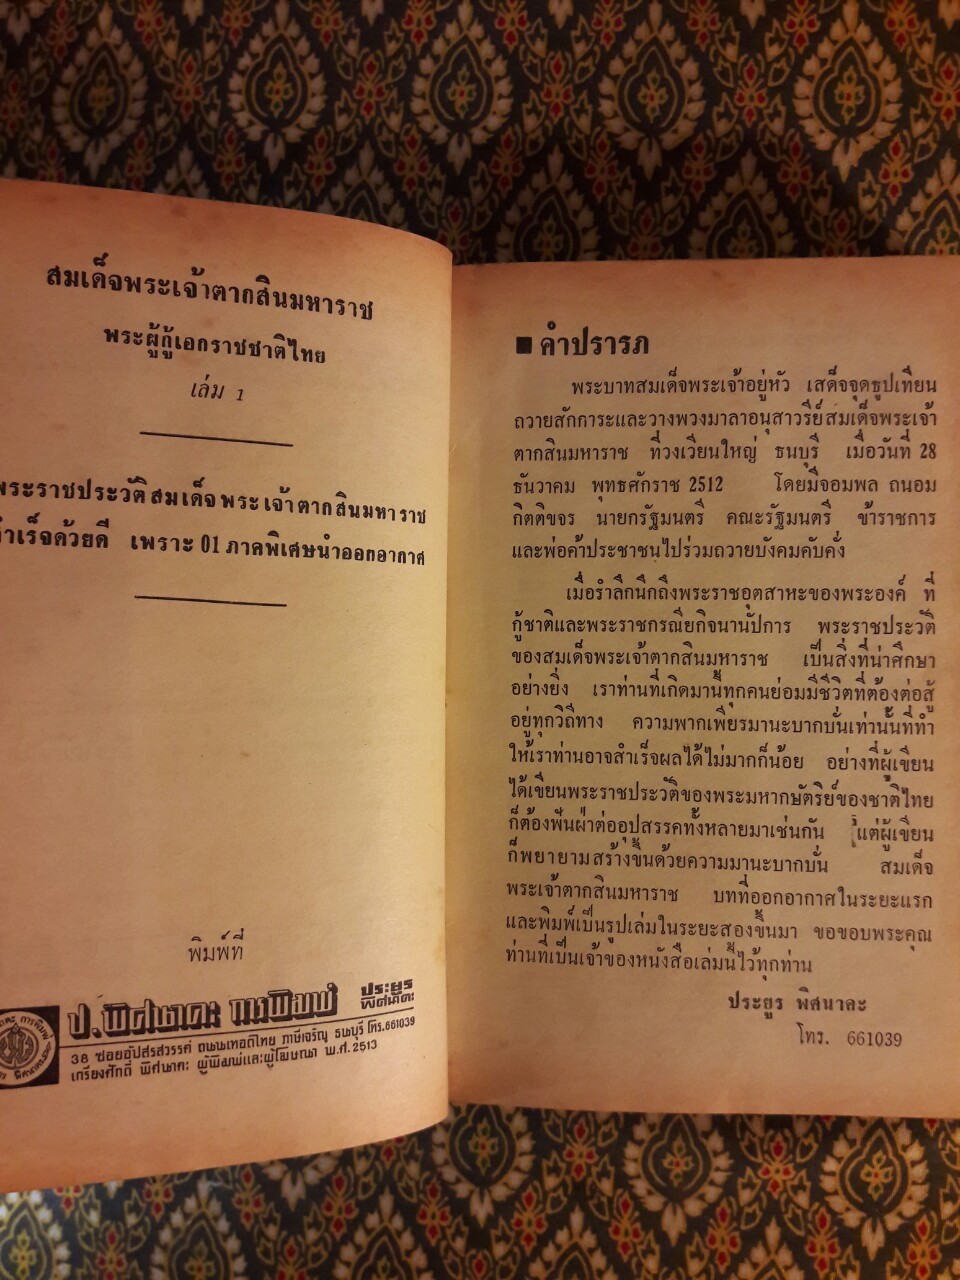 สมเด็จพระเจ้าตากสินมหาราช
พระผู้กู้เอกราชชาติไทย
เล่ม 1
พระราชประวัติสมเด็จพระเจ้าตากสินมหาราช
สำเร็จด้วยดี เพราะ 01 ภาคพิเศษนำออกอากาศ
พิมพ์ที่
ป.พิศนาคะ การพิมพ์
ประยูร
พิศนาคะ
38 ซอยอัปสรสวรรค์ ถนนเทอดไทย ภาษีเจริญ ธนบุรี โทร.661039
เกรียงศักดิ์ พิศนาคะ ผู้พิมพ์และผู้โฆษณา พ.ศ.2513
■ คำปรารภ
พระบาทสมเด็จพระเจ้าอยู่หัว เสด็จจุดธูปเทียน
ถวายสักการะและวางพวงมาลาอนุสาวรีย์สมเด็จพระเจ้า
ตากสินมหาราช ที่วงเวียนใหญ่ ธนบุรี เมื่อวันที่ 28
ธันวาคม พุทธศักราช 2512 โดยมีจอมพล ถนอม
กิตติขจร นายกรัฐมนตรี คณะรัฐมนตรี ข้าราชการ
และพ่อค้าประชาชนไปร่วมถวายบังคมคับคั่ง
เมื่อรำลึกนึกถึงพระราชอุตสาหะของพระองค์ ที่
กู้ชาติและพระราชกรณียกิจนานัปการ พระราชประวัติ
ของสมเด็จพระเจ้าตากสินมหาราช เป็นสิ่งที่น่าศึกษา
อย่างยิ่ง เราท่านที่เกิดมานี้ทุกคนย่อมมีชีวิตที่ต้องต่อสู้
อยู่ทุกวิถีทาง ความพากเพียรมานะบากบั่นเท่านั้นที่ทำ
ให้เราท่านอาจสำเร็จผลได้ไม่มากก็น้อย อย่างที่ผู้เขียน
ได้เขียนพระราชประวัติของพระมหากษัตริย์ของชาติไทย
ก็ต้องฟันฝ่าต่ออุปสรรคทั้งหลายมาเช่นกัน แต่ผู้เขียน
ก็พยายามสร้างขึ้นด้วยความมานะบากบั่น สมเด็จ
พระเจ้าตากสินมหาราช บทที่ออกอากาศในระยะแรก
และพิมพ์เป็นรูปเล่มในระยะสองขึ้นมา ขอขอบพระคุณ
ท่านที่เป็นเจ้าของหนังสือเล่มนี้ไว้ทุกท่าน
ประยูร พิศนาคะ
โทร. 661039